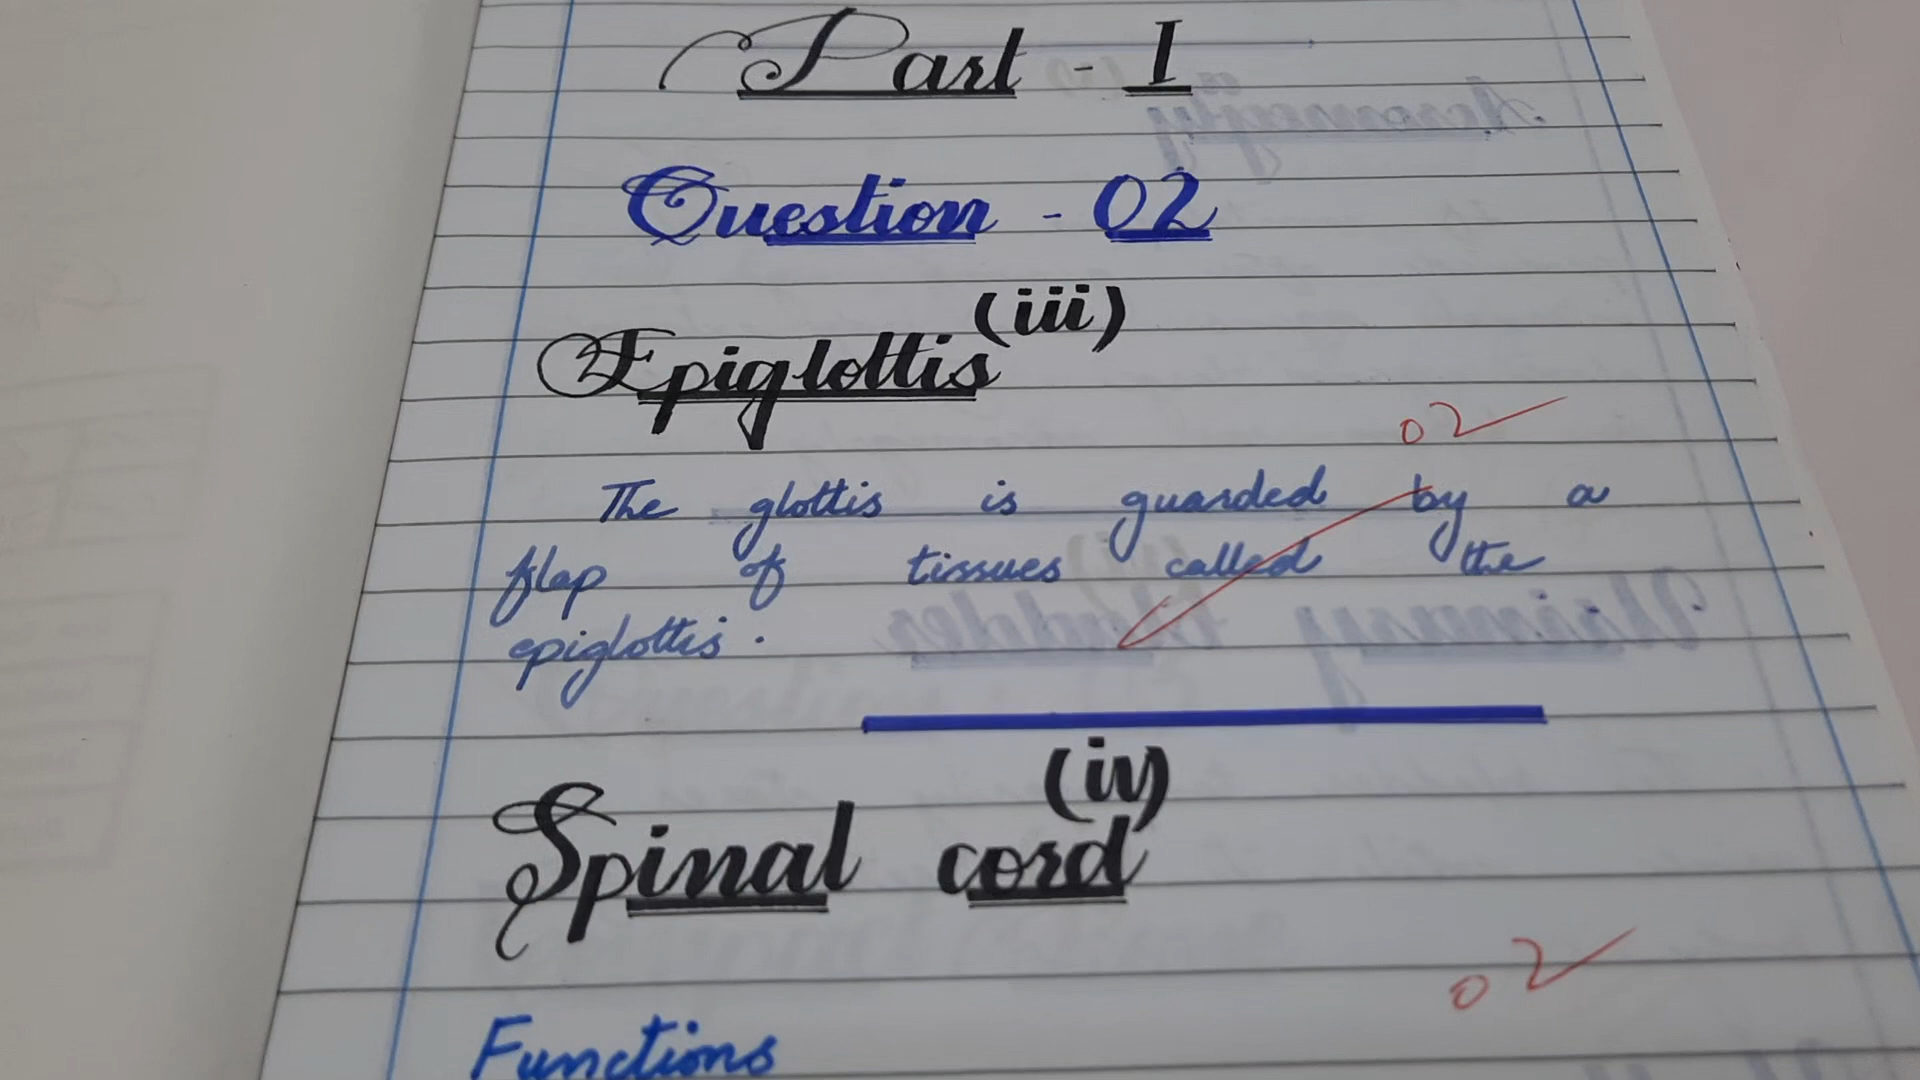 Part - I
Question - 02
(iii)
Epiglottis
02
The glottis is guarded by a
flap of tissues called the
epiglottis.
(iv)
Spinal cord
02
Functions